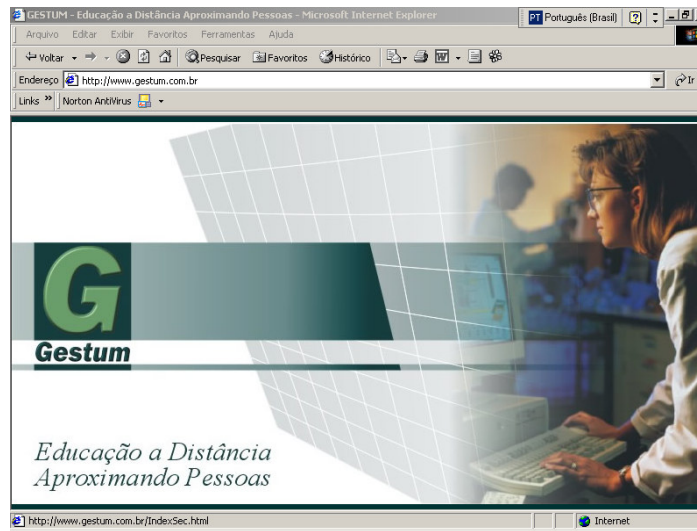 GESTUM - Educação a Distância Aproximando Pessoas - Microsoft Internet Explorer
PT Português (Brasil)
Arquivo Editar Exibir Favoritos Ferramentas Ajuda
Voltar Pesquisar Favoritos Histórico
Endereço http://www.gestum.com.br Ir
Links » Norton AntiVirus
G
Gestum
Educação a Distância
Aproximando Pessoas
http://www.gestum.com.br/IndexSec.html Internet